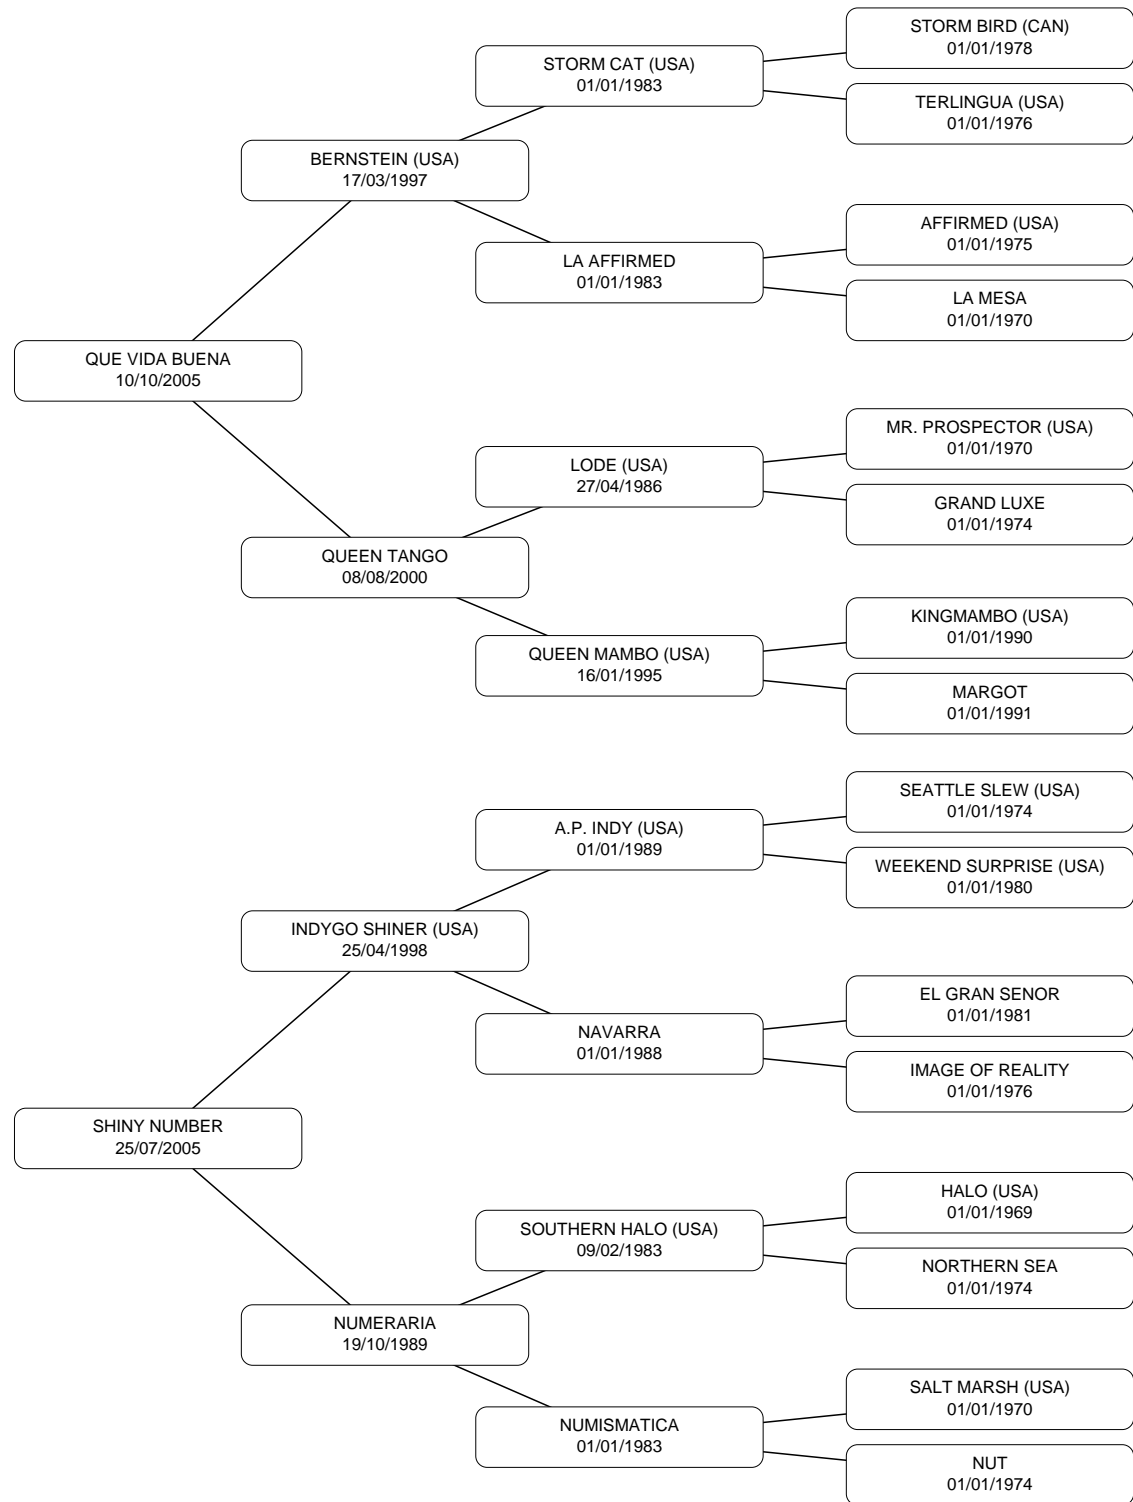 STORM BIRD (CAN)
01/01/1978
STORM CAT (USA)
01/01/1983
TERLINGUA (USA)
01/01/1976
BERNSTEIN (USA)
17/03/1997
AFFIRMED (USA)
01/01/1975
LA AFFIRMED
01/01/1983
LA MESA
01/01/1970
QUE VIDA BUENA
10/10/2005
MR. PROSPECTOR (USA)
01/01/1970
LODE (USA)
27/04/1986
GRAND LUXE
01/01/1974
QUEEN TANGO
08/08/2000
KINGMAMBO (USA)
01/01/1990
QUEEN MAMBO (USA)
16/01/1995
MARGOT
01/01/1991
SEATTLE SLEW (USA)
01/01/1974
A.P. INDY (USA)
01/01/1989
WEEKEND SURPRISE (USA)
01/01/1980
INDYGO SHINER (USA)
25/04/1998
EL GRAN SENOR
01/01/1981
NAVARRA
01/01/1988
IMAGE OF REALITY
01/01/1976
SHINY NUMBER
25/07/2005
HALO (USA)
01/01/1969
SOUTHERN HALO (USA)
09/02/1983
NORTHERN SEA
01/01/1974
NUMERARIA
19/10/1989
SALT MARSH (USA)
01/01/1970
NUMISMATICA
01/01/1983
NUT
01/01/1974